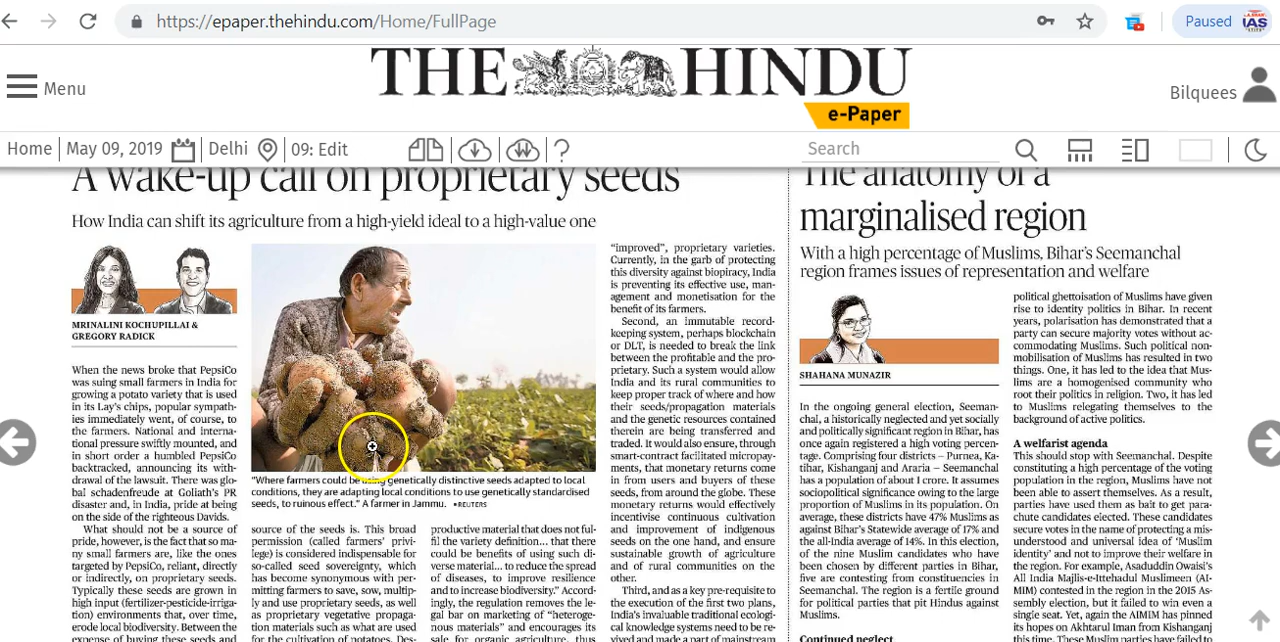 https://epaper.thehindu.com/Home/FullPage
Paused
IAS
Menu
THE HINDU
e-Paper
Bilquees
Home
May 09, 2019
Delhi
09: Edit
Search
A wake-up call on proprietary seeds
How India can shift its agriculture from a high-yield ideal to a high-value one
MRINALINI KOCHUPILLAI &
GREGORY RADICK
When the news broke that PepsiCo
was suing small farmers in India for
growing a potato variety that is used
in its Lay's chips, popular sympath-
ies immediately went, of course, to
the farmers. National and interna-
tional pressure swiftly mounted, and
in short order a humbled PepsiCo
backtracked, announcing its with-
drawal of the lawsuit. There was glo-
bal schadenfreude at Goliath's PR
disaster and, in India, pride at being
on the side of the righteous Davids.
What should not be a source of
pride, however, is the fact that so ma-
ny small farmers are, like the ones
targeted by PepsiCo, reliant, directly
or indirectly, on proprietary seeds.
Typically these seeds are grown in
high input (fertilizer-pesticide-irriga-
tion) environments that, over time,
erode local biodiversity. Between the
expense of buying these seeds and
"Where farmers could be using genetically distinctive seeds adapted to local
conditions, they are adapting local conditions to use genetically standardised
seeds, to ruinous effect." A farmer in Jammu. •REUTERS
source of the seeds is. This broad
permission (called farmers' privi-
lege) is considered indispensable for
so-called seed sovereignty, which
has become synonymous with per-
mitting farmers to save, sow, multip-
ly and use proprietary seeds, as well
as proprietary vegetative propaga-
tion materials such as what are used
for the cultivation of potatoes. Des-
productive material that does not ful-
fil the variety definition... that there
could be benefits of using such di-
verse material... to reduce the spread
of diseases, to improve resilience
and to increase biodiversity." Accord-
ingly, the regulation removes the le-
gal bar on marketing of "heteroge-
nous materials" and encourages its
sale for organic agriculture, thus
"improved", proprietary varieties.
Currently, in the garb of protecting
this diversity against biopiracy, India
is preventing its effective use, man-
agement and monetisation for the
benefit of its farmers.
Second, an immutable record-
keeping system, perhaps blockchain
or DLT, is needed to break the link
between the profitable and the pro-
prietary. Such a system would allow
India and its rural communities to
keep proper track of where and how
their seeds/propagation materials
and the genetic resources contained
therein are being transferred and
traded. It would also ensure, through
smart-contract facilitated micropay-
ments, that monetary returns come
in from users and buyers of these
seeds, from around the globe. These
monetary returns would effectively
incentivise continuous cultivation
and improvement of indigenous
seeds on the one hand, and ensure
sustainable growth of agriculture
and of rural communities on the
other.
Third, and as a key pre-requisite to
the execution of the first two plans,
India's invaluable traditional ecologi-
cal knowledge systems need to be re-
vived and made a part of mainstream
The anatomy of a
marginalised region
With a high percentage of Muslims, Bihar's Seemanchal
region frames issues of representation and welfare
SHAHANA MUNAZIR
In the ongoing general election, Seeman-
chal, a historically neglected and yet socially
and politically significant region in Bihar, has
once again registered a high voting percen-
tage. Comprising four districts – Purnea, Ka-
tihar, Kishanganj and Araria – Seemanchal
has a population of about 1 crore. It assumes
sociopolitical significance owing to the large
proportion of Muslims in its population. On
average, these districts have 47% Muslims as
against Bihar's Statewide average of 17% and
the all-India average of 14%. In this election,
of the nine Muslim candidates who have
been chosen by different parties in Bihar,
five are contesting from constituencies in
Seemanchal. The region is a fertile ground
for political parties that pit Hindus against
Muslims.
Continued neglect
political ghettoisation of Muslims have given
rise to identity politics in Bihar. In recent
years, polarisation has demonstrated that a
party can secure majority votes without ac-
commodating Muslims. Such political non-
mobilisation of Muslims has resulted in two
things. One, it has led to the idea that Mus-
lims are a homogenised community who
root their politics in religion. Two, it has led
to Muslims relegating themselves to the
background of active politics.
A welfarist agenda
This should stop with Seemanchal. Despite
constituting a high percentage of the voting
population in the region, Muslims have not
been able to assert themselves. As a result,
parties have used them as bait to get para-
chute candidates elected. These candidates
secure votes in the name of protecting a mis-
understood and universal idea of 'Muslim
identity' and not to improve their welfare in
the region. For example, Asaduddin Owaisi's
All India Majlis-e-Ittehadul Muslimeen (AI-
MIM) contested in the region in the 2015 As-
sembly election, but it failed to win even a
single seat. Yet, again the AIMIM has pinned
its hopes on Akhtarul Iman from Kishanganj
this time. These Muslim parties have failed to